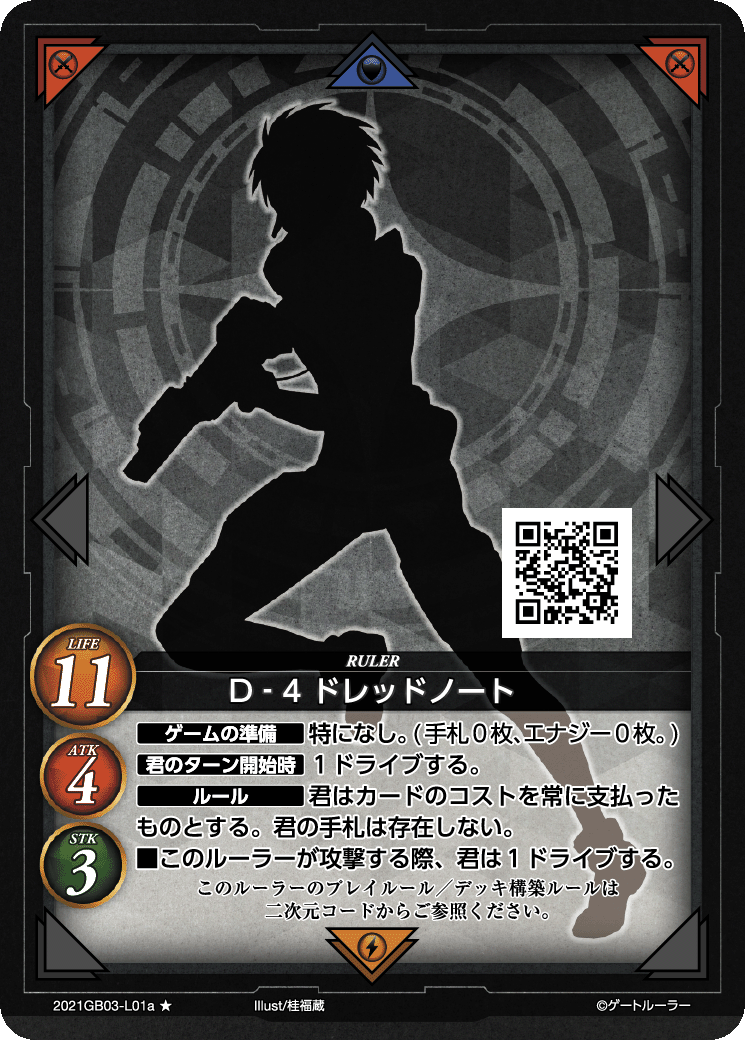 LIFE
11
RULER
D-4 ドレッドノート
ATK
4
ゲームの準備 特になし。(手札0枚、エナジー0枚。)
君のターン開始時 1ドライブする。
ルール 君はカードのコストを常に支払った
ものとする。君の手札は存在しない。
STK
3
■このルーラーが攻撃する際、君は1ドライブする。
このルーラーのプレイルール／デッキ構築ルールは
二次元コードからご参照ください。
2021GB03-L01a ★ Illust/桂福蔵 ©ゲートルーラー